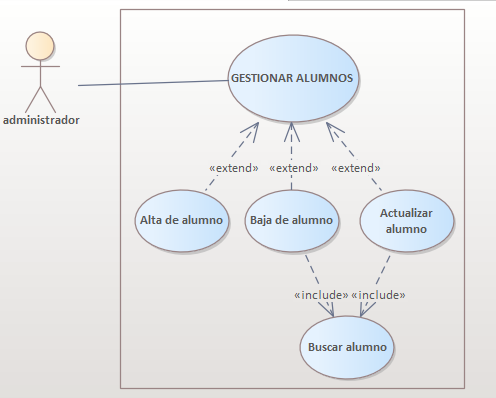 GESTIONAR ALUMNOS
administrador
«extend» «extend» «extend»
Alta de alumno
Baja de alumno
Actualizar
alumno
«include» «include»
Buscar alumno